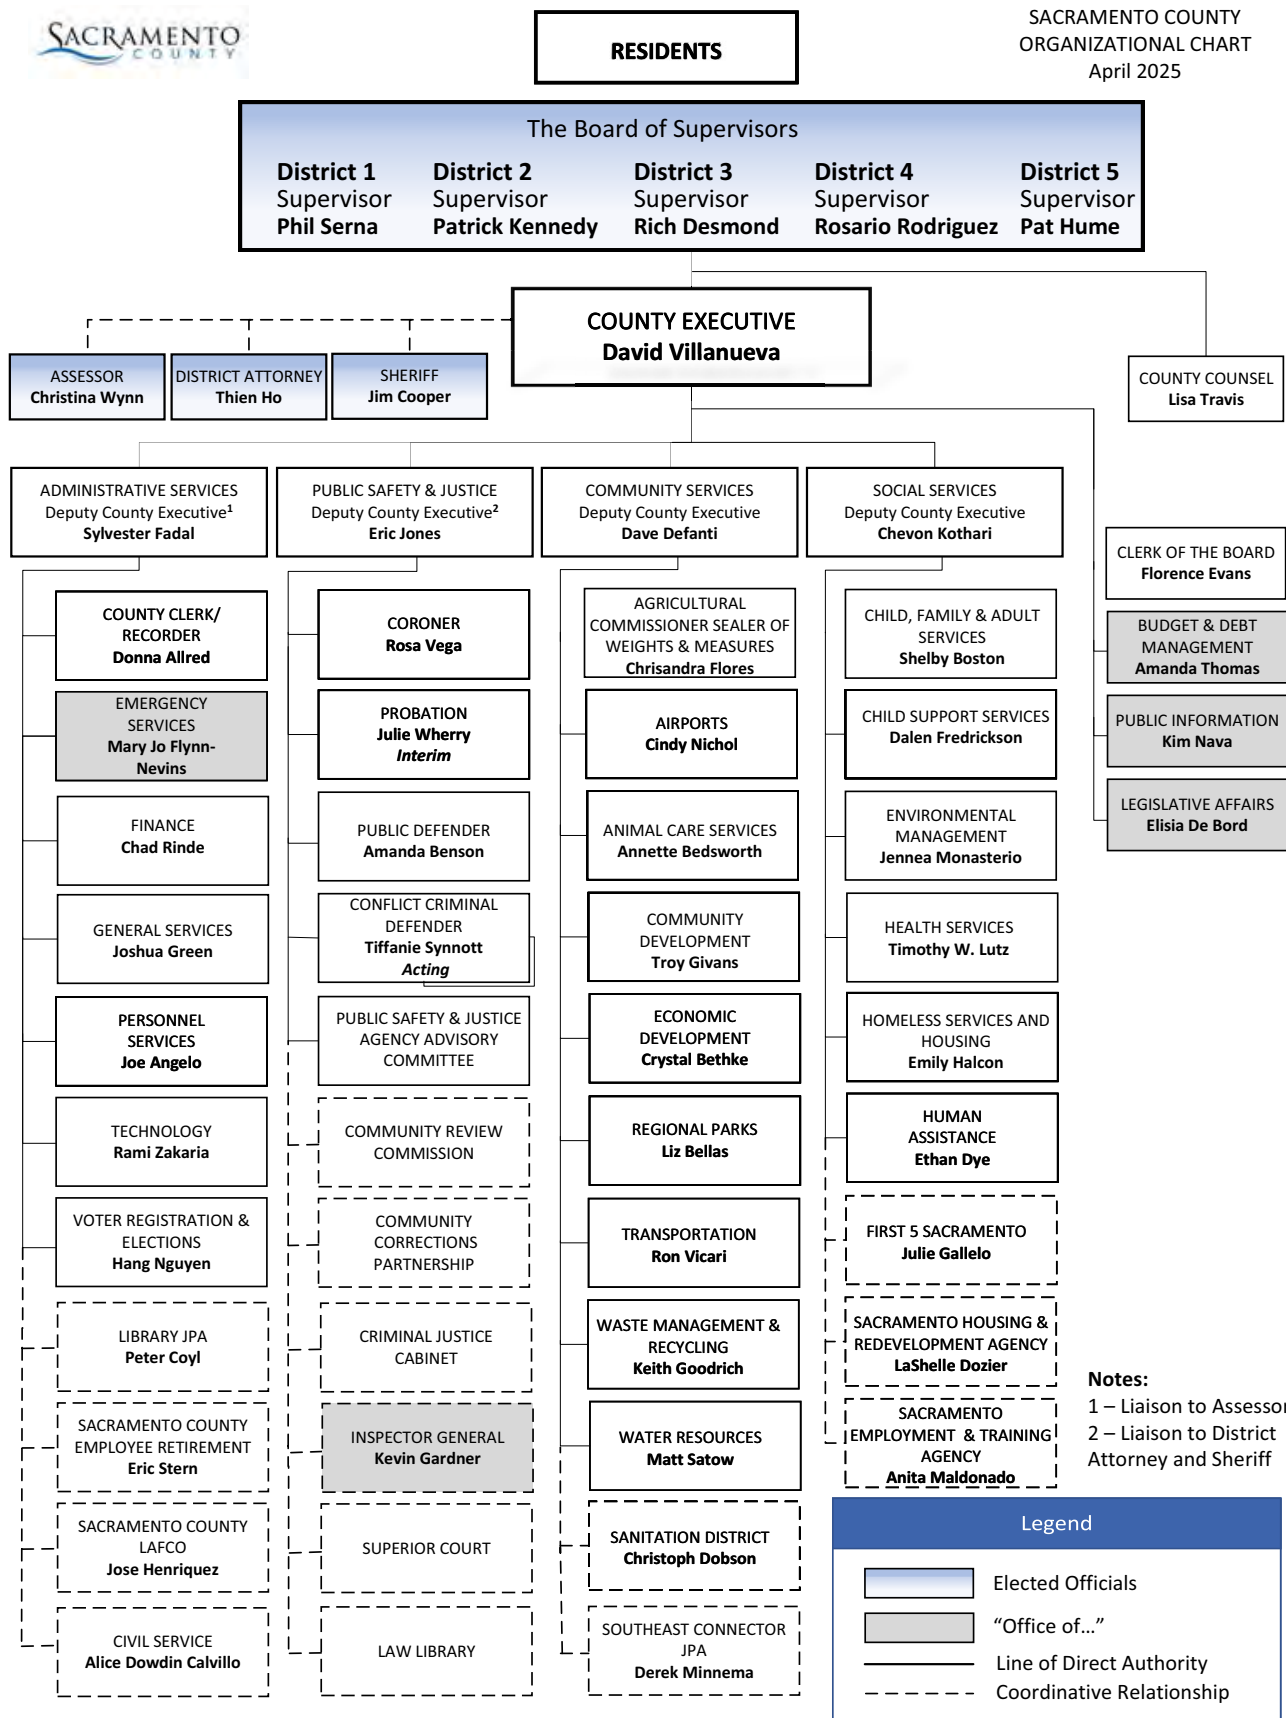 SACRAMENTO
COUNTY
RESIDENTS
SACRAMENTO COUNTY
ORGANIZATIONAL CHART
April 2025
The Board of Supervisors
District 1
Supervisor
Phil Serna
District 2
Supervisor
Patrick Kennedy
District 3
Supervisor
Rich Desmond
District 4
Supervisor
Rosario Rodriguez
District 5
Supervisor
Pat Hume
COUNTY EXECUTIVE
David Villanueva
ASSESSOR
Christina Wynn
DISTRICT ATTORNEY
Thien Ho
SHERIFF
Jim Cooper
COUNTY COUNSEL
Lisa Travis
ADMINISTRATIVE SERVICES
Deputy County Executive1
Sylvester Fadal
PUBLIC SAFETY & JUSTICE
Deputy County Executive2
Eric Jones
COMMUNITY SERVICES
Deputy County Executive
Dave Defanti
SOCIAL SERVICES
Deputy County Executive
Chevon Kothari
CLERK OF THE BOARD
Florence Evans
BUDGET & DEBT
MANAGEMENT
Amanda Thomas
PUBLIC INFORMATION
Kim Nava
LEGISLATIVE AFFAIRS
Elisia De Bord
COUNTY CLERK/
RECORDER
Donna Allred
EMERGENCY
SERVICES
Mary Jo Flynn-
Nevins
FINANCE
Chad Rinde
GENERAL SERVICES
Joshua Green
PERSONNEL
SERVICES
Joe Angelo
TECHNOLOGY
Rami Zakaria
VOTER REGISTRATION &
ELECTIONS
Hang Nguyen
LIBRARY JPA
Peter Coyl
SACRAMENTO COUNTY
EMPLOYEE RETIREMENT
Eric Stern
SACRAMENTO COUNTY
LAFCO
Jose Henriquez
CIVIL SERVICE
Alice Dowdin Calvillo
CORONER
Rosa Vega
PROBATION
Julie Wherry
Interim
PUBLIC DEFENDER
Amanda Benson
CONFLICT CRIMINAL
DEFENDER
Tiffanie Synnott
Acting
PUBLIC SAFETY & JUSTICE
AGENCY ADVISORY
COMMITTEE
COMMUNITY REVIEW
COMMISSION
COMMUNITY
CORRECTIONS
PARTNERSHIP
CRIMINAL JUSTICE
CABINET
INSPECTOR GENERAL
Kevin Gardner
SUPERIOR COURT
LAW LIBRARY
AGRICULTURAL
COMMISSIONER SEALER OF
WEIGHTS & MEASURES
Chrisandra Flores
AIRPORTS
Cindy Nichol
ANIMAL CARE SERVICES
Annette Bedsworth
COMMUNITY
DEVELOPMENT
Troy Givans
ECONOMIC
DEVELOPMENT
Crystal Bethke
REGIONAL PARKS
Liz Bellas
TRANSPORTATION
Ron Vicari
WASTE MANAGEMENT &
RECYCLING
Keith Goodrich
WATER RESOURCES
Matt Satow
SANITATION DISTRICT
Christoph Dobson
SOUTHEAST CONNECTOR
JPA
Derek Minnema
CHILD, FAMILY & ADULT
SERVICES
Shelby Boston
CHILD SUPPORT SERVICES
Dalen Fredrickson
ENVIRONMENTAL
MANAGEMENT
Jennea Monasterio
HEALTH SERVICES
Timothy W. Lutz
HOMELESS SERVICES AND
HOUSING
Emily Halcon
HUMAN
ASSISTANCE
Ethan Dye
FIRST 5 SACRAMENTO
Julie Gallelo
SACRAMENTO HOUSING &
REDEVELOPMENT AGENCY
LaShelle Dozier
SACRAMENTO
EMPLOYMENT & TRAINING
AGENCY
Anita Maldonado
Notes:
1 – Liaison to Assessor
2 – Liaison to District
Attorney and Sheriff
Legend
Elected Officials
“Office of...”
Line of Direct Authority
Coordinative Relationship